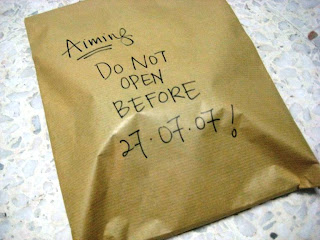 Aiming
DO NOT
OPEN
BEFORE
27.07.07!